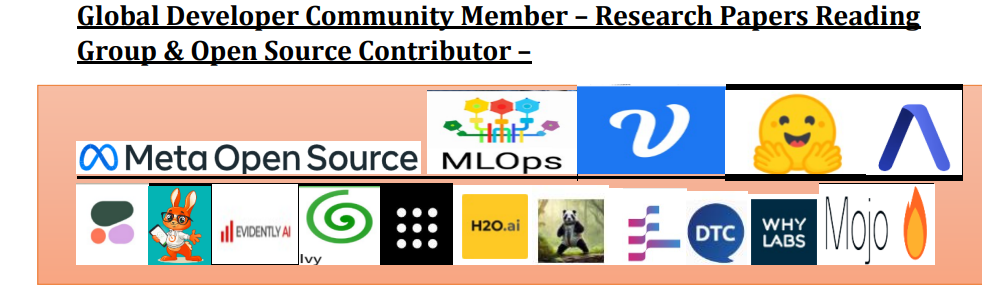 Global Developer Community Member – Research Papers Reading
Group & Open Source Contributor –
Meta Open Source
MLOps
v
EVIDENTLY AI
Ivy
H2O.ai
DTC
WHY
LABS
Mojo